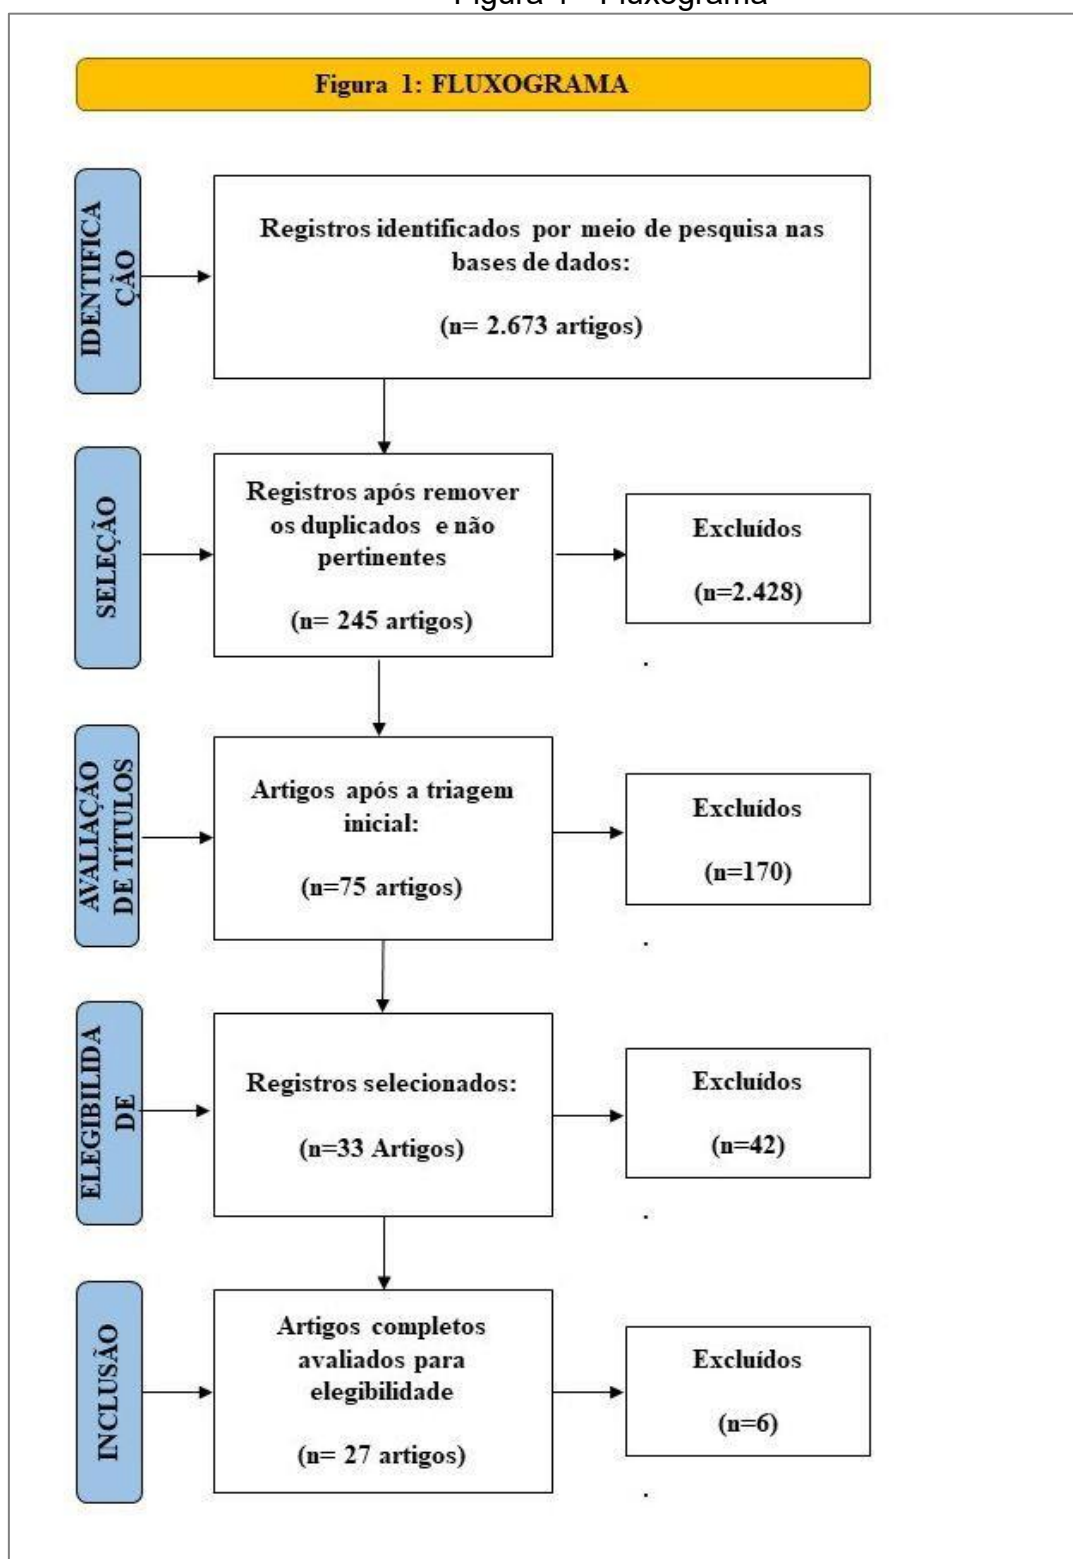 Figura 1: FLUXOGRAMA
IDENTIFICA
ÇÃO
Registros identificados por meio de pesquisa nas
bases de dados:
(n= 2.673 artigos)
SELEÇÃO
Registros após remover
os duplicados e não
pertinentes
(n= 245 artigos)
Excluídos
(n=2.428)
.
AVALIAÇÃO
DE TÍTULOS
Artigos após a triagem
inicial:
(n=75 artigos)
Excluídos
(n=170)
.
ELEGIBILIDA
DE
Registros selecionados:
(n=33 Artigos)
Excluídos
(n=42)
.
INCLUSÃO
Artigos completos
avaliados para
elegibilidade
(n= 27 artigos)
Excluídos
(n=6)
.